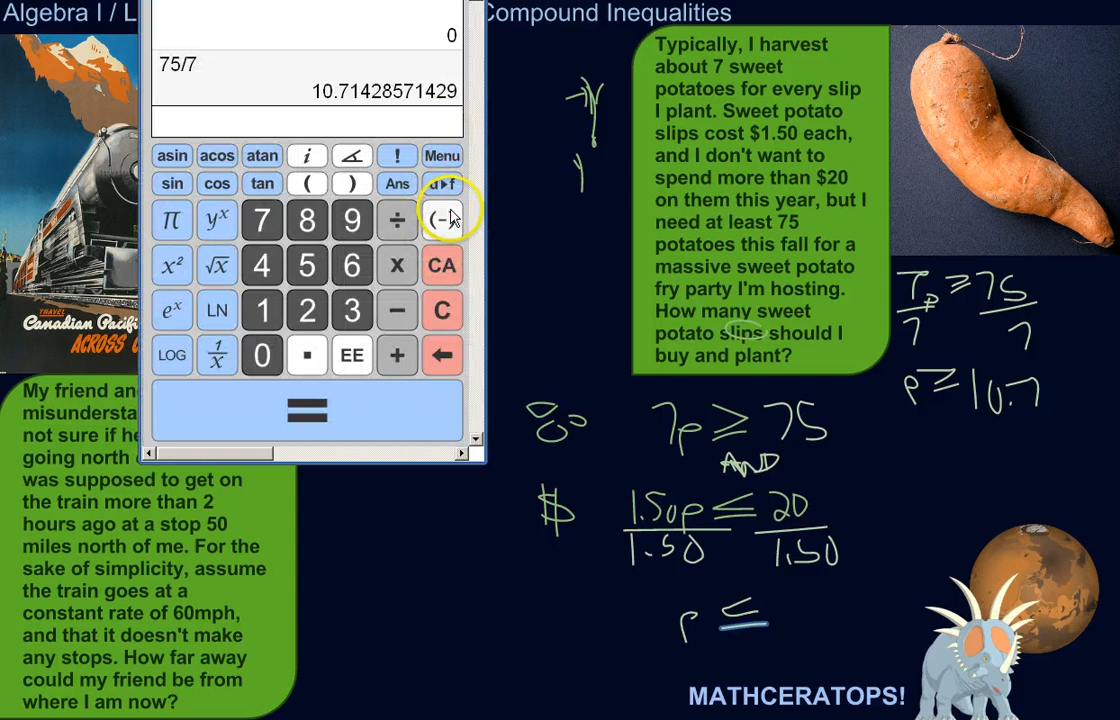 Algebra I / L
Compound Inequalities
0
75/7
10.71428571429
asin acos atan i ∡ ! Menu
sin cos tan ( ) Ans d▸f
π yˣ 7 8 9 ÷ (-)
x² √x 4 5 6 x CA
eˣ LN 1 2 3 − C
LOG 1/x 0 . EE + ←
=
TRAVEL
Canadian Pacifi
ACROSS C
My friend an
misundersta
not sure if he
going north
was supposed to get on
the train more than 2
hours ago at a stop 50
miles north of me. For the
sake of simplicity, assume
the train goes at a
constant rate of 60mph,
and that it doesn't make
any stops. How far away
could my friend be from
where I am now?
Typically, I harvest
about 7 sweet
potatoes for every slip
I plant. Sweet potato
slips cost $1.50 each,
and I don't want to
spend more than $20
on them this year, but I
need at least 75
potatoes this fall for a
massive sweet potato
fry party I'm hosting.
How many sweet
potato slips should I
buy and plant?
7p ≥ 75
7 7
p ≥ 10.7
7p ≥ 75
AND
$ 1.50p ≤ 20
1.50 1.50
p ≤
MATHCERATOPS!